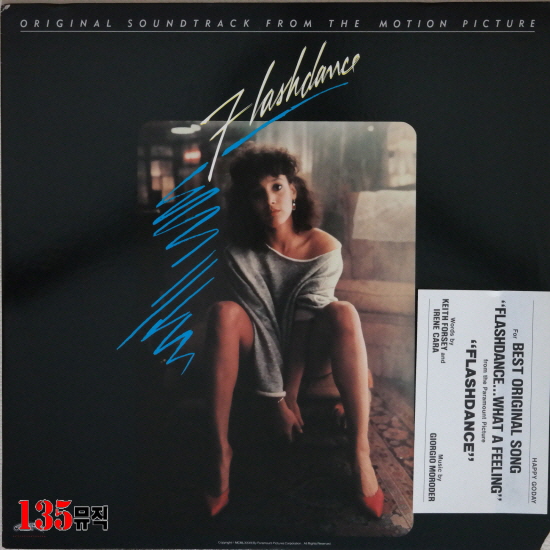 ORIGINAL SOUNDTRACK FROM THE MOTION PICTURE
Flashdance
HAPPY GODAY
For BEST ORIGINAL SONG
"FLASHDANCE...WHAT A FEELING"
from the Paramount Picture
"FLASHDANCE"
Words by
KEITH FORSEY and
IRENE CARA
Music by
GIORGIO MORODER
135뮤직